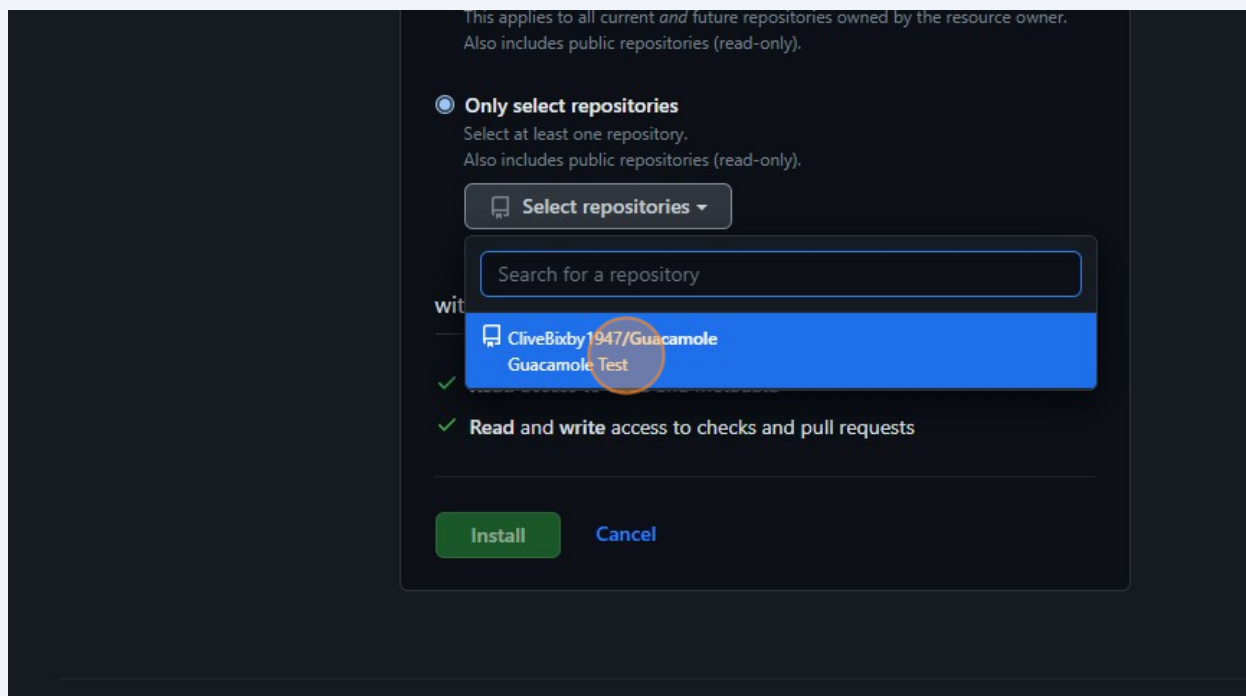 This applies to all current and future repositories owned by the resource owner.
Also includes public repositories (read-only).
Only select repositories
Select at least one repository.
Also includes public repositories (read-only).
Select repositories
Search for a repository
wit
CliveBixby1947/Guacamole
Guacamole Test
Read and write access to checks and pull requests
Install
Cancel